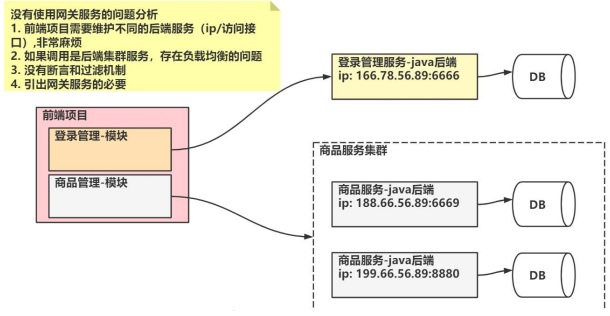 没有使用网关服务的问题分析
1. 前端项目需要维护不同的后端服务（ip/访问接
口）,非常麻烦
2. 如果调用是后端集群服务，存在负载均衡的问题
3. 没有断言和过滤机制
4. 引出网关服务的必要
登录管理服务-java后端
ip: 166.78.56.89:6666
DB
前端项目
登录管理-模块
商品管理-模块
商品服务集群
商品服务-java后端
ip: 188.66.56.89:6669
DB
商品服务-java后端
ip: 199.66.56.89:8880
DB